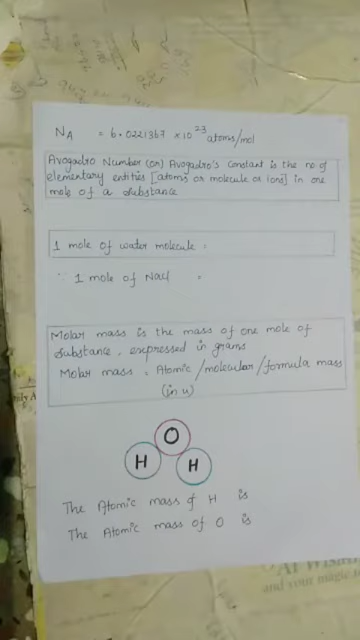 NA = 6.0221367 ×10²³ atoms/mol
Avogadro Number (or) Avogadro's Constant is the no of
elementary entities [atoms or molecule or ions] in one
mole of a substance
1 mole of water molecule =
∴ 1 mole of NaCl =
Molar mass is the mass of one mole of
substance, expressed in grams
Molar mass = Atomic /molecular/formula mass
(in u)
O
H H
The Atomic mass of H is
The Atomic mass of O is
and your magic